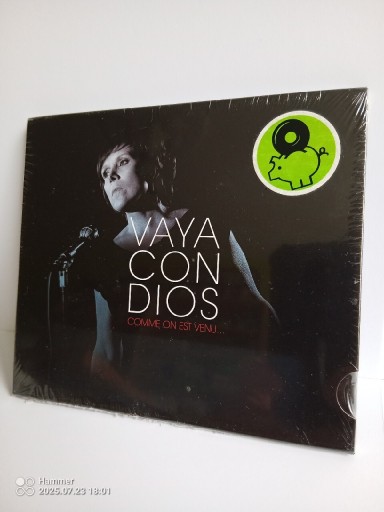 VAYA
CON
DIOS
COMME ON EST VENU...
Hammer
2025.07.23 18:01